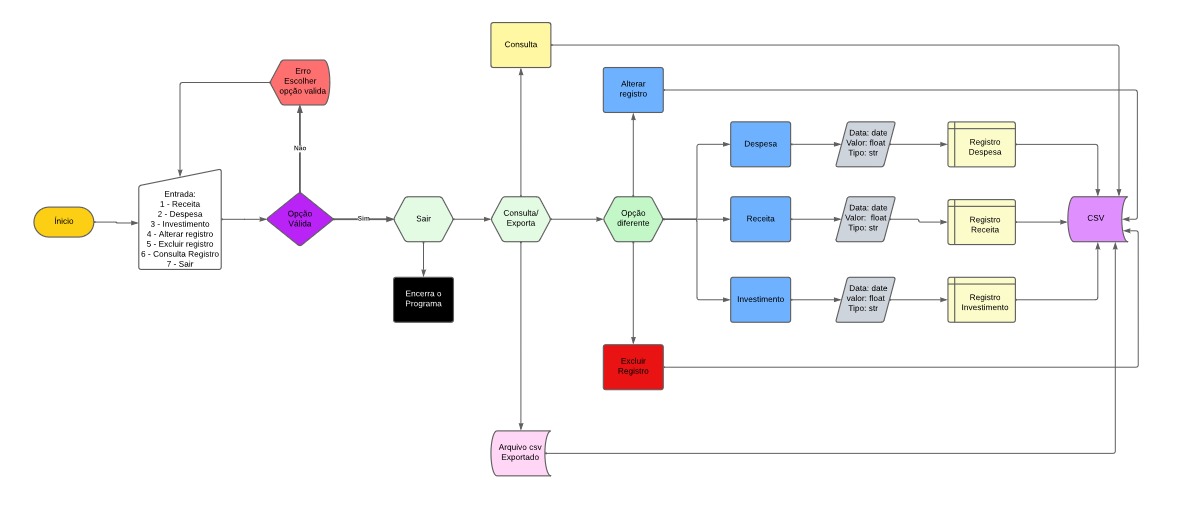 Ínicio
Entrada:
1 - Receita
2 - Despesa
3 - Investimento
4 - Alterar registro
5 - Excluir registro
6 - Consulta Registro
7 - Sair
Erro
Escolher
opção valida
Não
Opção
Válida
Sim
Sair
Encerra o
Programa
Consulta
Consulta/
Exporta
Arquivo csv
Exportado
Alterar
registro
Opção
diferente
Excluir
Registro
Despesa
Data: date
Valor: float
Tipo: str
Registro
Despesa
Receita
Data: date
Valor: float
Tipo: str
Registro
Receita
Investimento
Data: date
valor: float
Tipo: str
Registro
Investimento
CSV